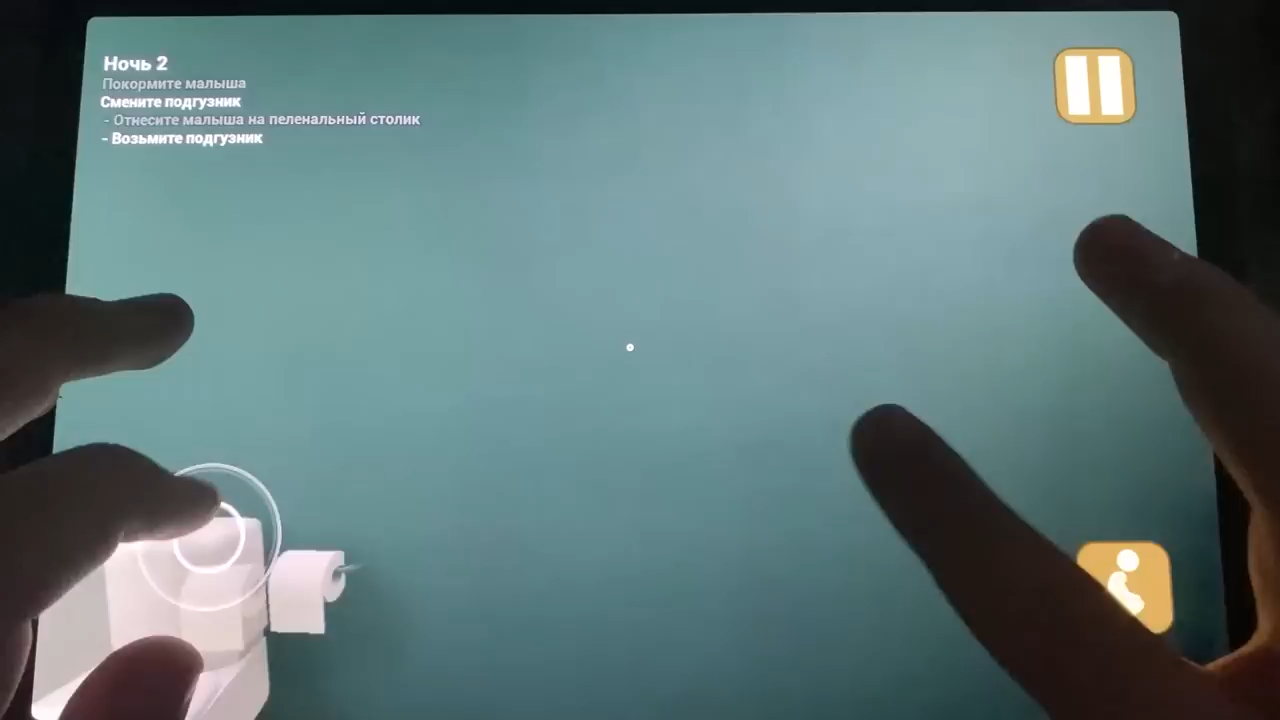 Ночь 2
Покормите малыша
Смените подгузник
- Отнесите малыша на пеленальный столик
- Возьмите подгузник